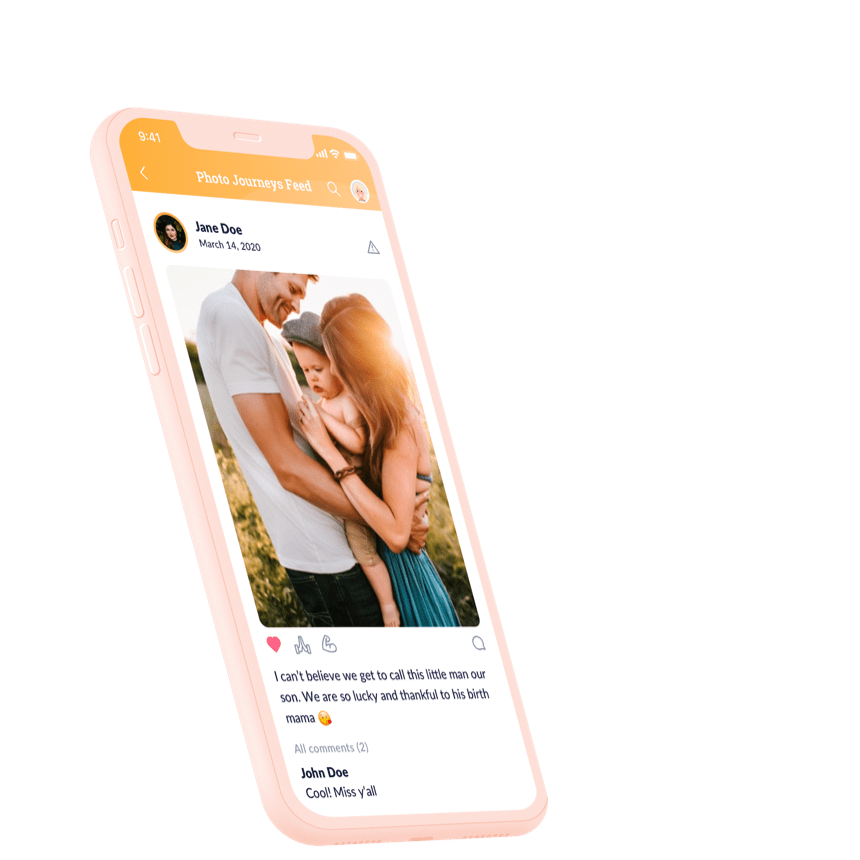 9:41
Photo Journeys Feed
Jane Doe
March 14, 2020
I can't believe we get to call this little man our
son. We are so lucky and thankful to his birth
mama 😋
All comments (2)
John Doe
Cool! Miss y'all